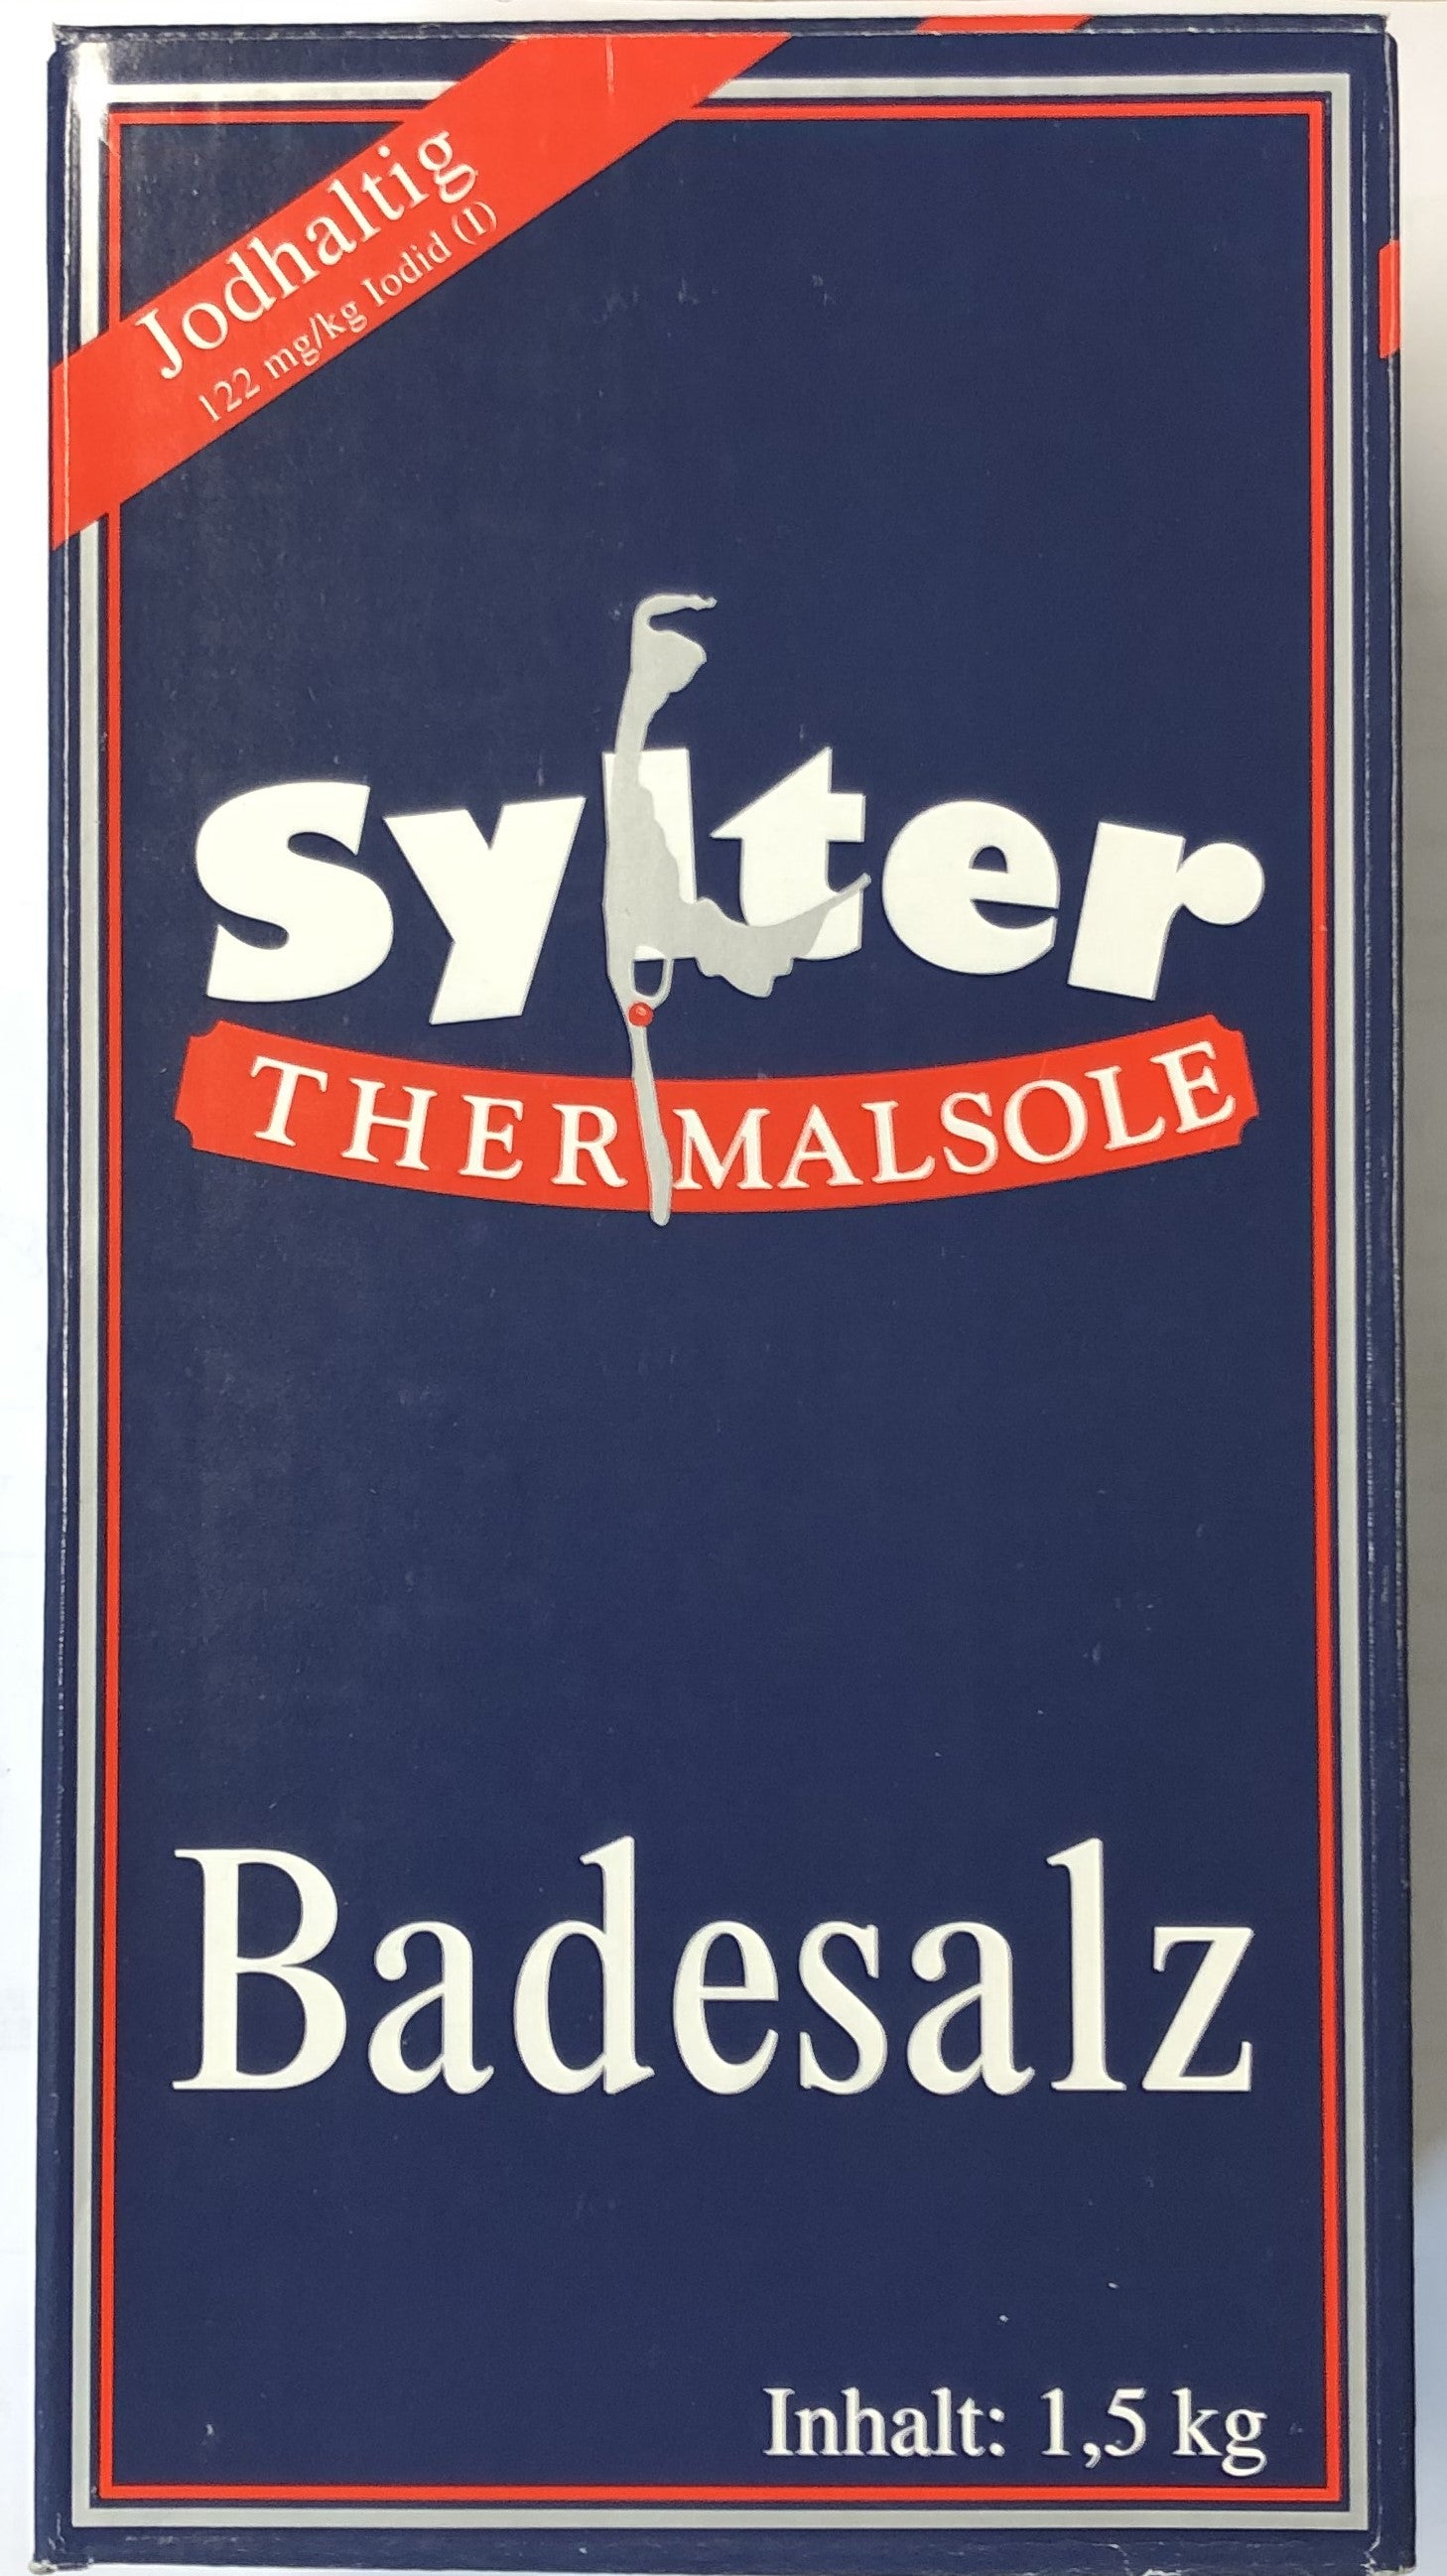 Jodhaltig
122 mg/kg Iodid (I)
Sylter
THERMALSOLE
Badesalz
Inhalt: 1,5 kg